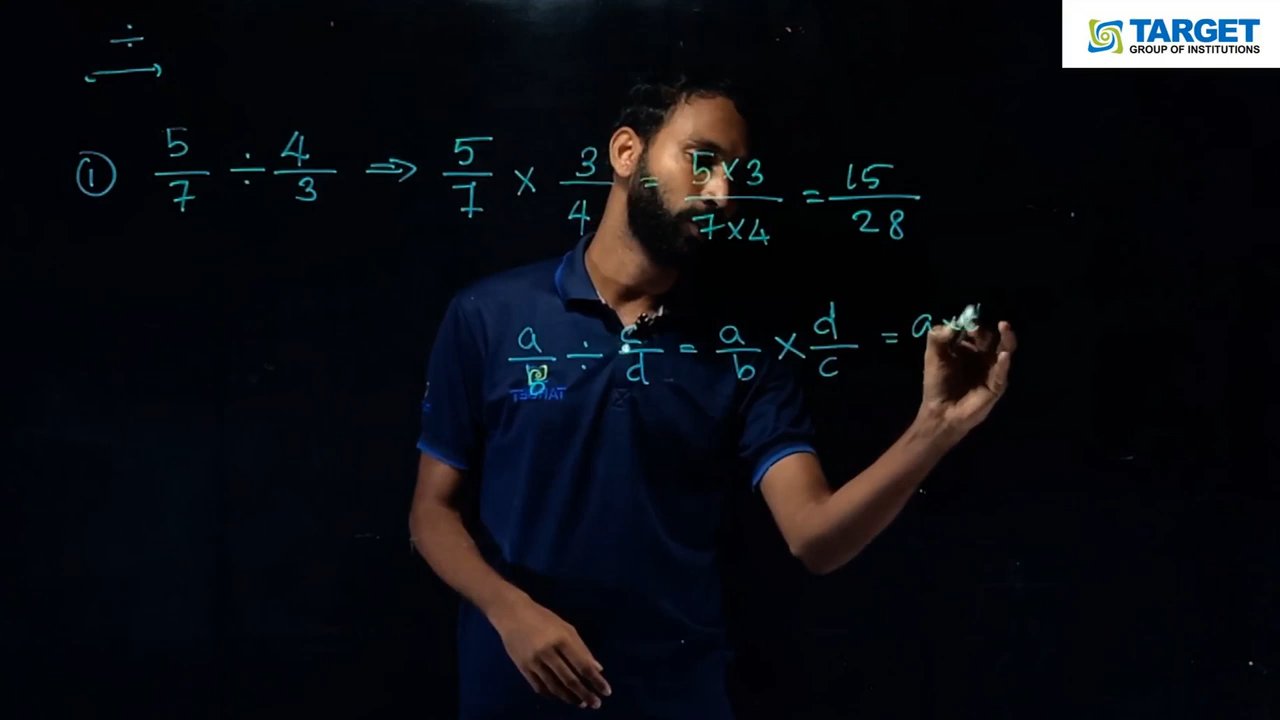 TARGET
GROUP OF INSTITUTIONS
÷
① 5/7 ÷ 4/3 ⇒ 5/7 × 3/4 = 5×3/7×4 = 15/28
a/b ÷ c/d = a/b × d/c = a×d